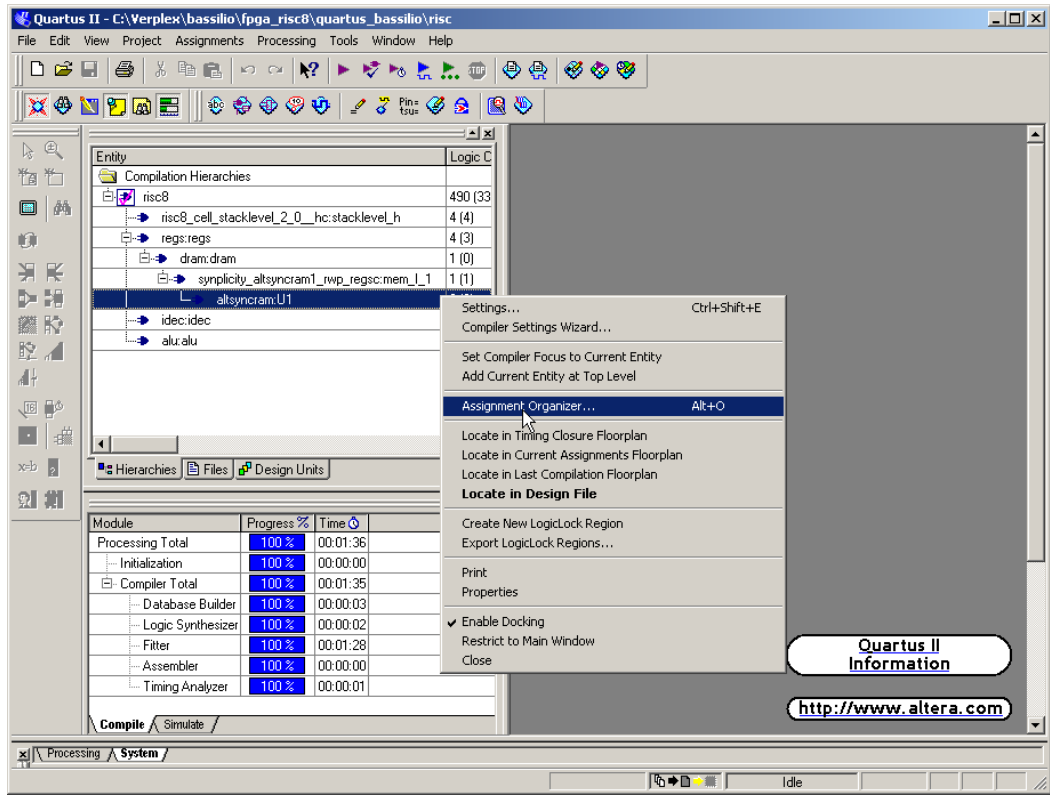 Quartus II - C:\Verplex\bassilio\fpga_risc8\quartus_bassilio\risc
File Edit View Project Assignments Processing Tools Window Help
STOP
abc
Pin=
tsu=
Entity Logic C
Compilation Hierarchies
risc8 490 (33
risc8_cell_stacklevel_2_0__hc:stacklevel_h 4 (4)
regs:regs 4 (3)
dram:dram 1 (0)
synplicity_altsyncram1_rwp_regsc:mem_l_1 1 (1)
altsyncram:U1
idec:idec
alu:alu
Hierarchies Files Design Units
Settings... Ctrl+Shift+E
Compiler Settings Wizard...
Set Compiler Focus to Current Entity
Add Current Entity at Top Level
Assignment Organizer... Alt+O
Locate in Timing Closure Floorplan
Locate in Current Assignments Floorplan
Locate in Last Compilation Floorplan
Locate in Design File
Create New LogicLock Region
Export LogicLock Regions...
Print
Properties
Enable Docking
Restrict to Main Window
Close
Module Progress % Time
Processing Total 100 % 00:01:36
Initialization 100 % 00:00:00
Compiler Total 100 % 00:01:35
Database Builder 100 % 00:00:03
Logic Synthesizer 100 % 00:00:02
Fitter 100 % 00:01:28
Assembler 100 % 00:00:00
Timing Analyzer 100 % 00:00:01
Compile Simulate
Quartus II
Information
http://www.altera.com
Processing System
Idle